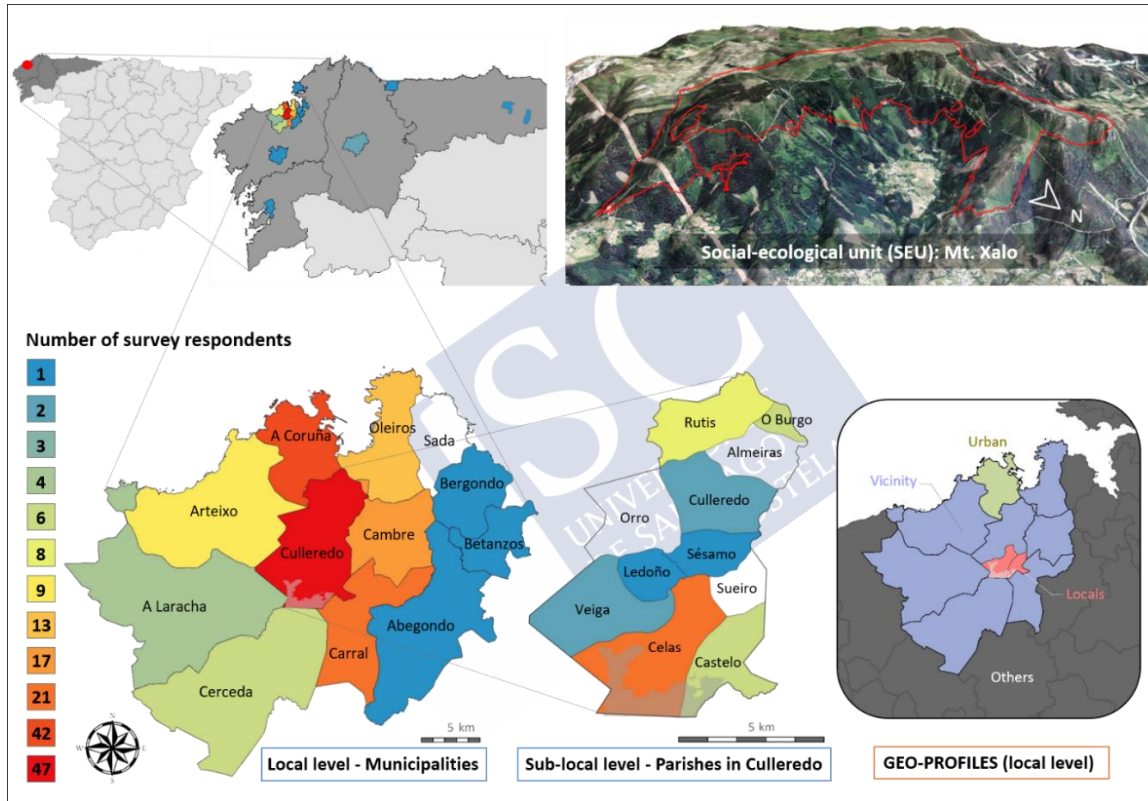 N
Social-ecological unit (SEU): Mt. Xalo
Number of survey respondents
1
2
3
4
6
8
9
13
17
21
42
47
A Coruña
Oleiros
Sada
Bergondo
Arteixo
Cambre
Betanzos
Culleredo
A Laracha
Abegondo
Carral
Cerceda
N
E
S
W
5 km
Local level - Municipalities
Rutis
O Burgo
Almeiras
Culleredo
Orro
Sésamo
Ledoño
Sueiro
Veiga
Celas
Castelo
5 km
Sub-local level - Parishes in Culleredo
Urban
Vicinity
Locals
Others
GEO-PROFILES (local level)
SC